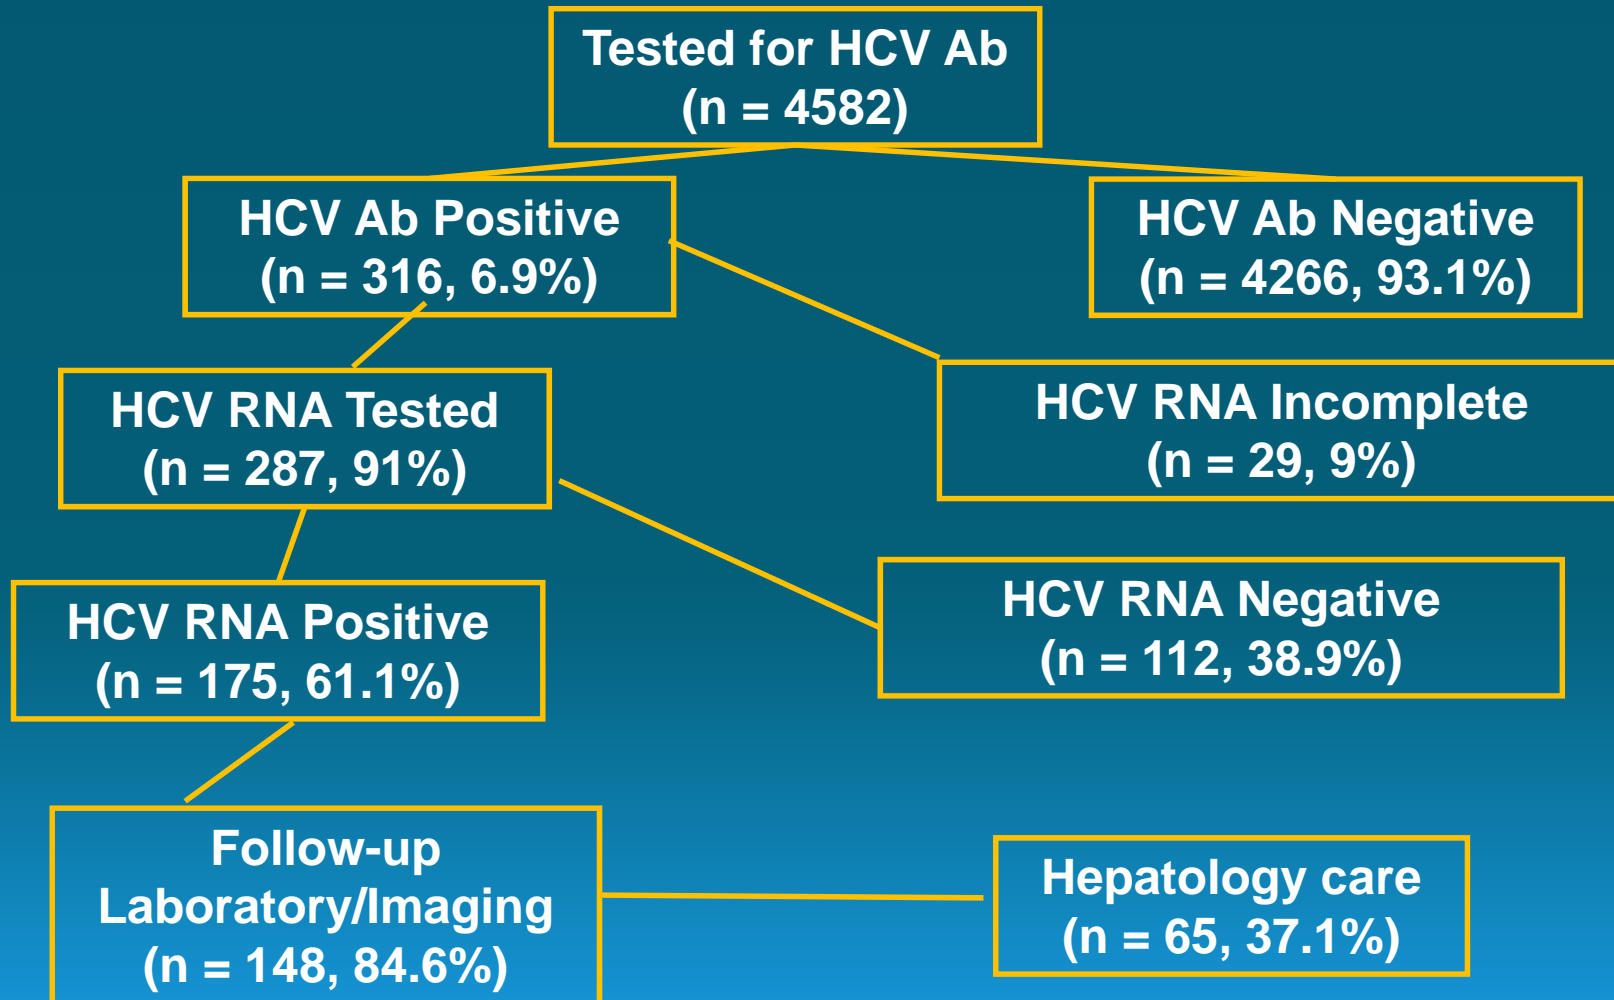 Tested for HCV Ab
(n = 4582)
HCV Ab Positive
(n = 316, 6.9%)
HCV Ab Negative
(n = 4266, 93.1%)
HCV RNA Tested
(n = 287, 91%)
HCV RNA Incomplete
(n = 29, 9%)
HCV RNA Positive
(n = 175, 61.1%)
HCV RNA Negative
(n = 112, 38.9%)
Follow-up
Laboratory/Imaging
(n = 148, 84.6%)
Hepatology care
(n = 65, 37.1%)